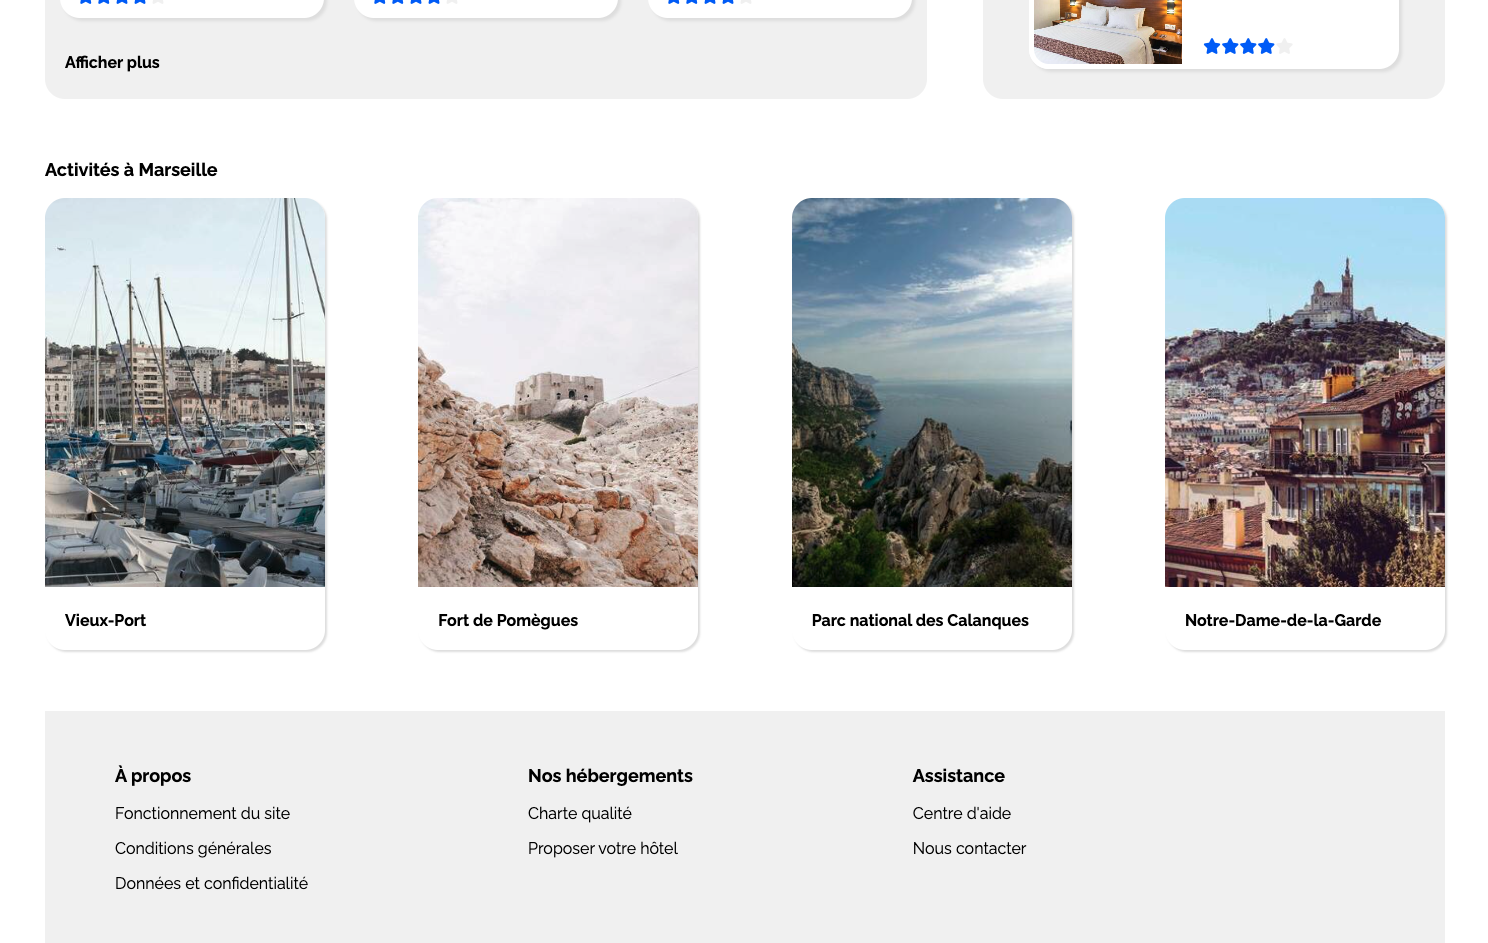 Afficher plus
Activités à Marseille
Vieux-Port
Fort de Pomègues
Parc national des Calanques
Notre-Dame-de-la-Garde
À propos
Fonctionnement du site
Conditions générales
Données et confidentialité
Nos hébergements
Charte qualité
Proposer votre hôtel
Assistance
Centre d'aide
Nous contacter